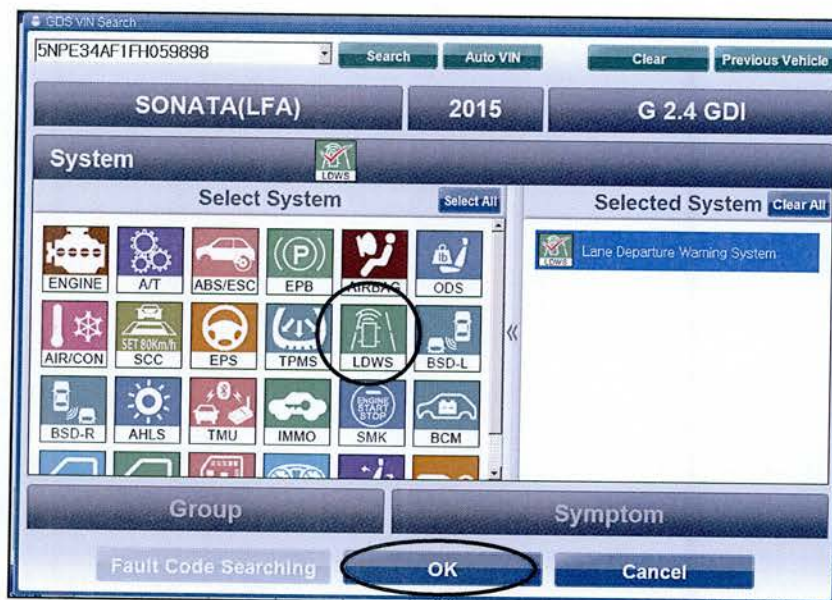 GDS VIN Search
5NPE34AF1FH059898 Search Auto VIN Clear Previous Vehicle
SONATA(LFA) 2015 G 2.4 GDI
System LDWS
Select System Select All Selected System Clear All
LDWS Lane Departure Warning System
ENGINE A/T ABS/ESC EPB AIRBAG ODS
SET 80Km/h
AIR/CON SCC EPS TPMS LDWS BSD-L
ENGINE START STOP
BSD-R AHLS TMU IMMO SMK BCM
Group Symptom
Fault Code Searching OK Cancel